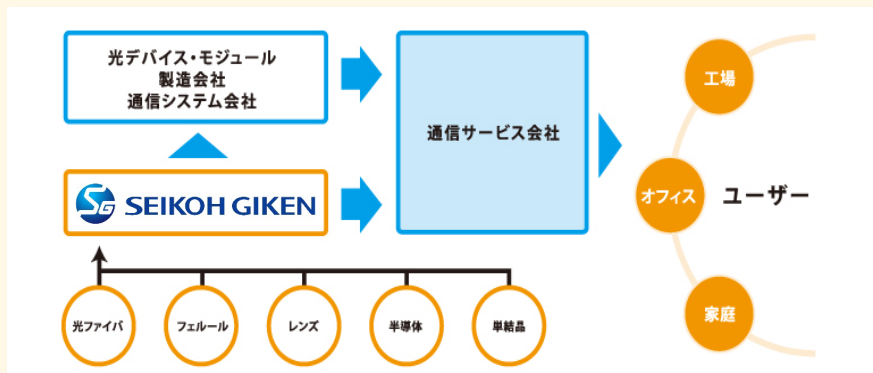 光デバイス・モジュール
製造会社
通信システム会社
通信サービス会社
SG SEIKOH GIKEN
光ファイバ
フェルール
レンズ
半導体
単結晶
工場
オフィス
ユーザー
家庭